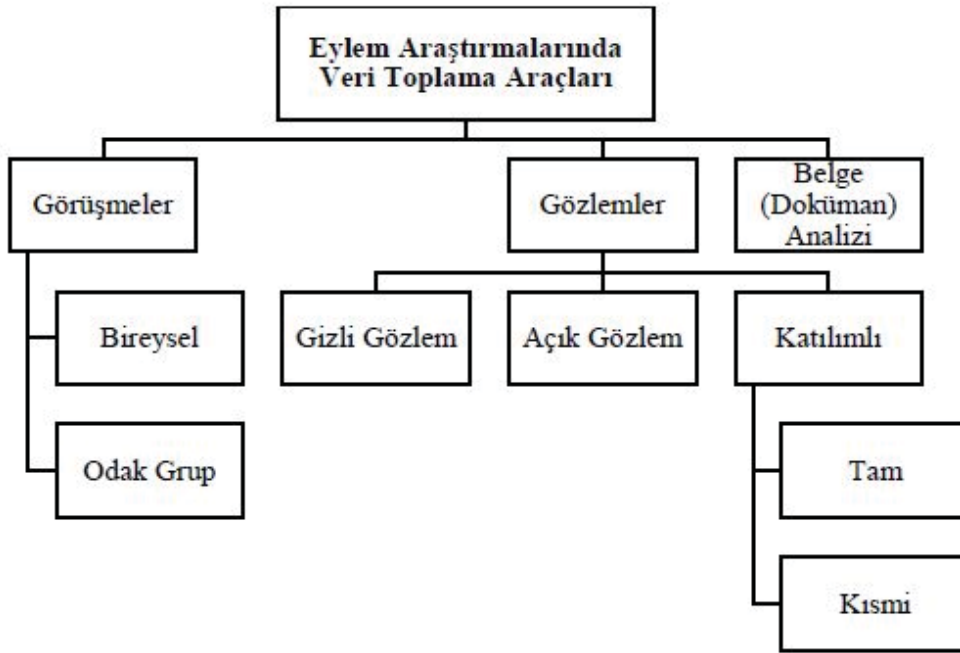 Eylem Araştırmalarında
Veri Toplama Araçları
Görüşmeler
Gözlemler
Belge
(Doküman)
Analizi
Bireysel
Gizli Gözlem
Açık Gözlem
Katılımlı
Odak Grup
Tam
Kısmi